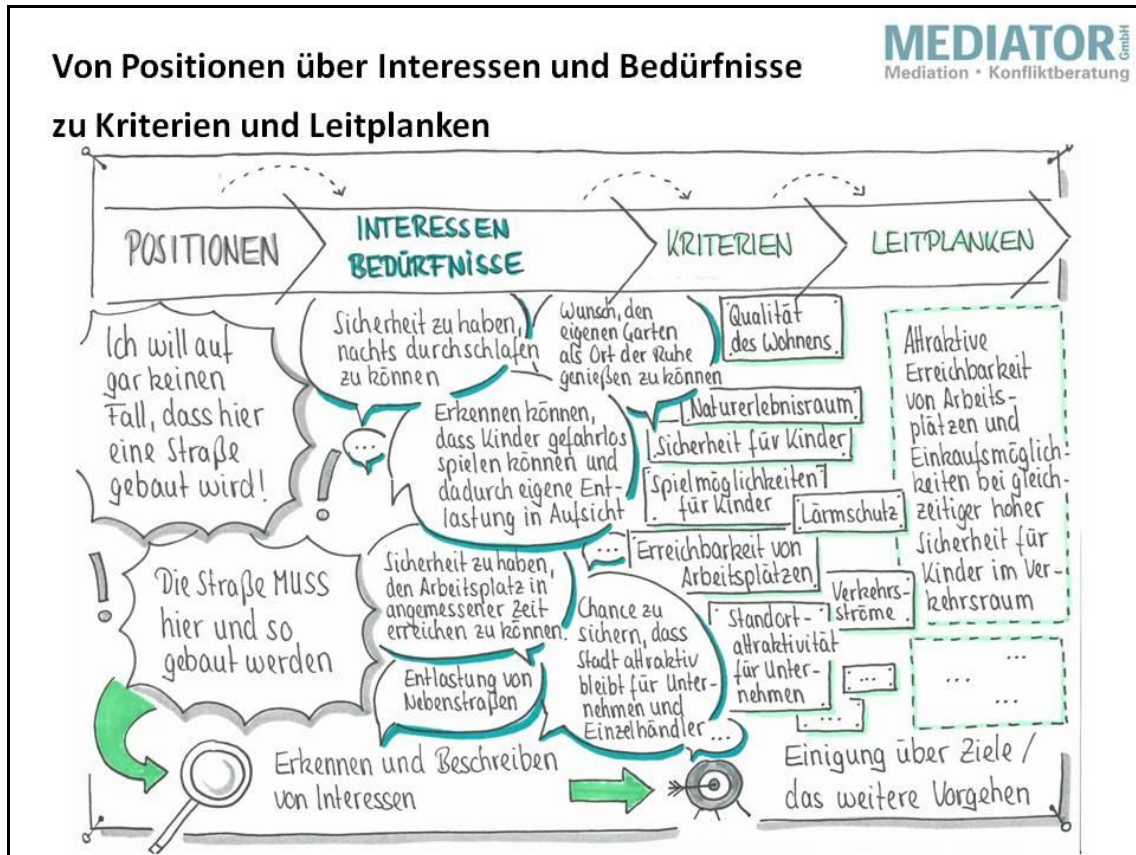 Von Positionen über Interessen und Bedürfnisse
zu Kriterien und Leitplanken
MEDIATOR GmbH
Mediation • Konfliktberatung
POSITIONEN
INTERESSEN
BEDÜRFNISSE
KRITERIEN
LEITPLANKEN
Ich will auf
gar keinen
Fall, dass hier
eine Straße
gebaut wird!
!
Die Straße MUSS
hier und so
gebaut werden
!
Sicherheit zu haben,
nachts durchschlafen
zu können
Wunsch, den
eigenen Garten
als Ort der Ruhe
genießen zu können
...
Erkennen können,
dass Kinder gefahrlos
spielen können und
dadurch eigene Ent-
lastung in Aufsicht
Sicherheit zu haben,
den Arbeitsplatz in
angemessener Zeit
erreichen zu können.
...
Entlastung von
Nebenstraßen
Chance zu
sichern, dass
Stadt attraktiv
bleibt für Unter-
nehmen und
Einzelhändler
...
Qualität
des Wohnens
Naturerlebnisraum
Sicherheit für Kinder
Spielmöglichkeiten
für Kinder
Lärmschutz
Erreichbarkeit von
Arbeitsplätzen
Verkehrs-
ströme
Standort-
attraktivität
für Unter-
nehmen
...
...
Attraktive
Erreichbarkeit
von Arbeits-
plätzen und
Einkaufsmöglich-
keiten bei gleich-
zeitiger hoher
Sicherheit für
Kinder im Ver-
kehrsraum
...
...
...
Erkennen und Beschreiben
von Interessen
Einigung über Ziele /
das weitere Vorgehen